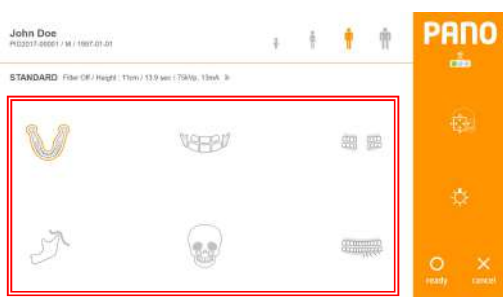 John Doe
PID2017-00001 / M / 1997-01-01
PANO
STANDARD Filter Off / Height : 11cm / 13.9 sec / 75kVp, 13mA
ready cancel